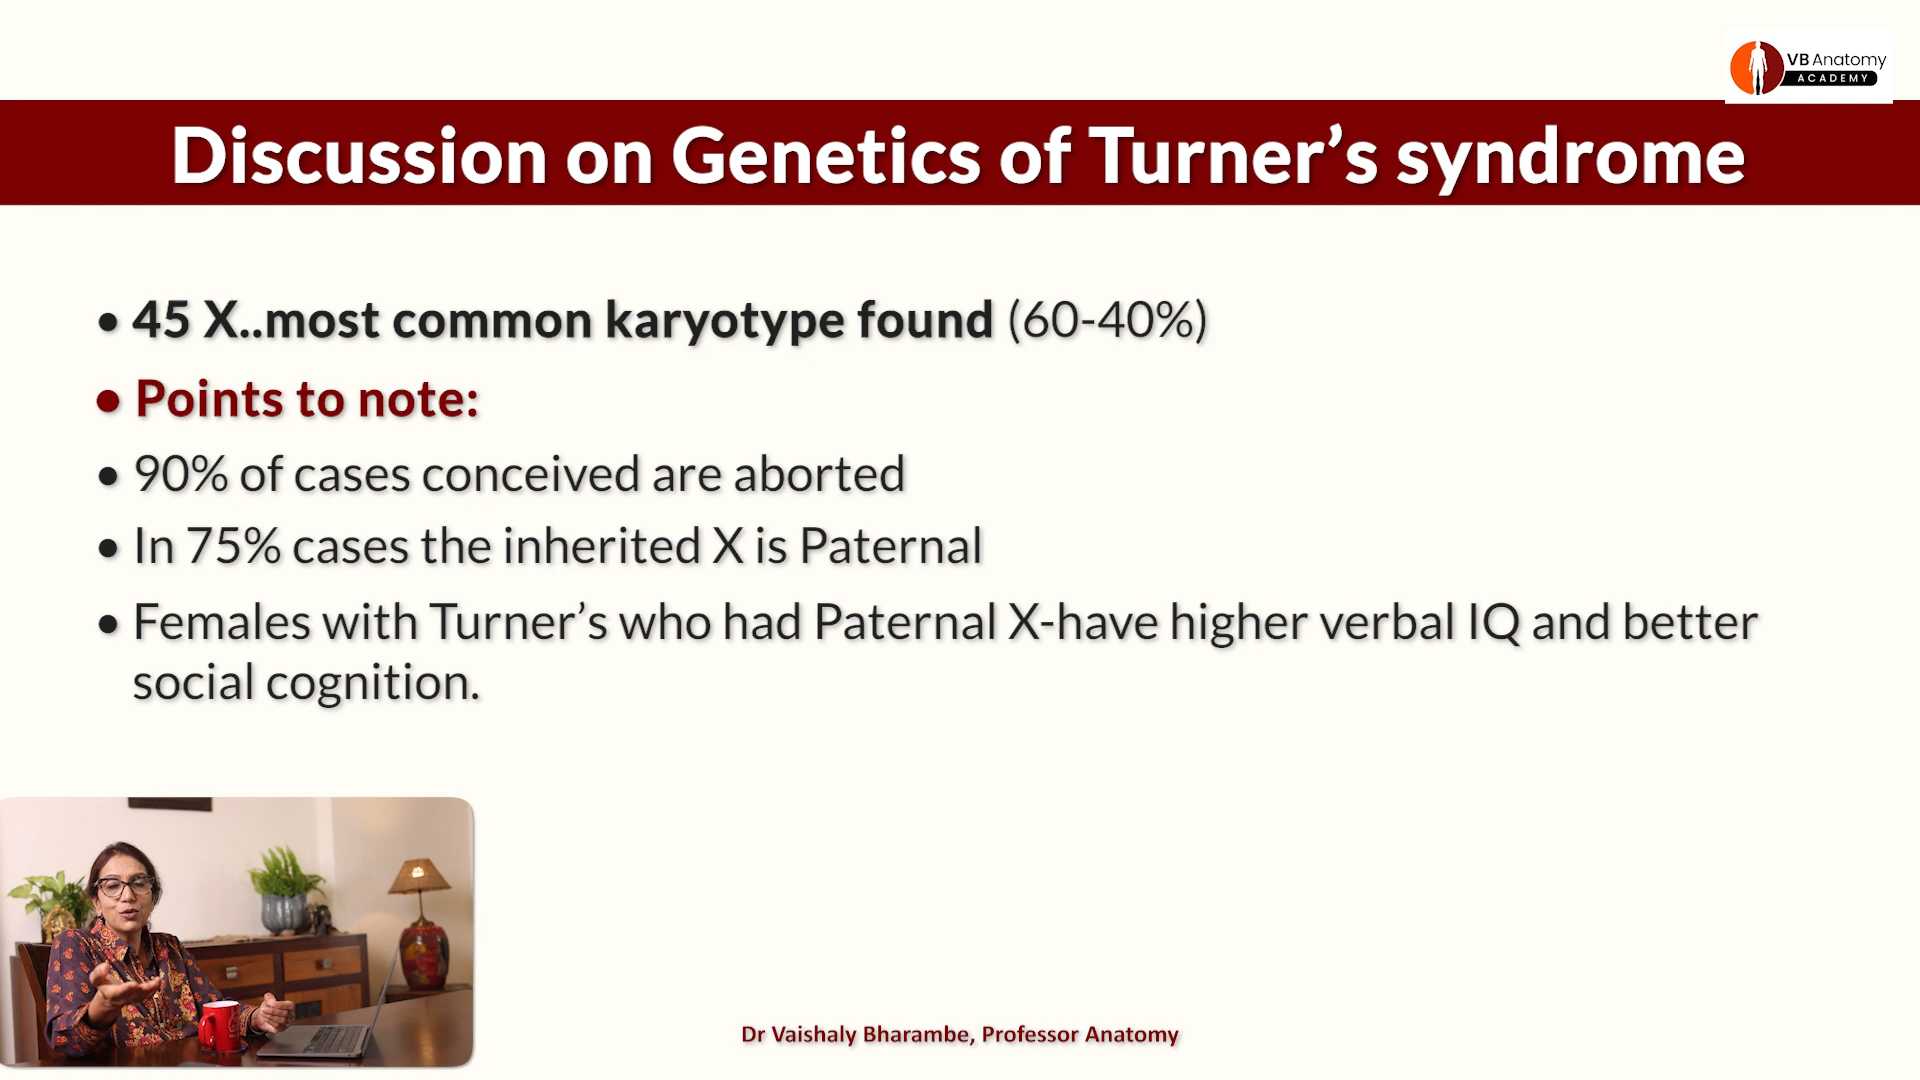 VB Anatomy
ACADEMY
Discussion on Genetics of Turner’s syndrome
• 45 X..most common karyotype found (60-40%)
• Points to note:
• 90% of cases conceived are aborted
• In 75% cases the inherited X is Paternal
• Females with Turner’s who had Paternal X-have higher verbal IQ and better
social cognition.
Dr Vaishaly Bharambe, Professor Anatomy